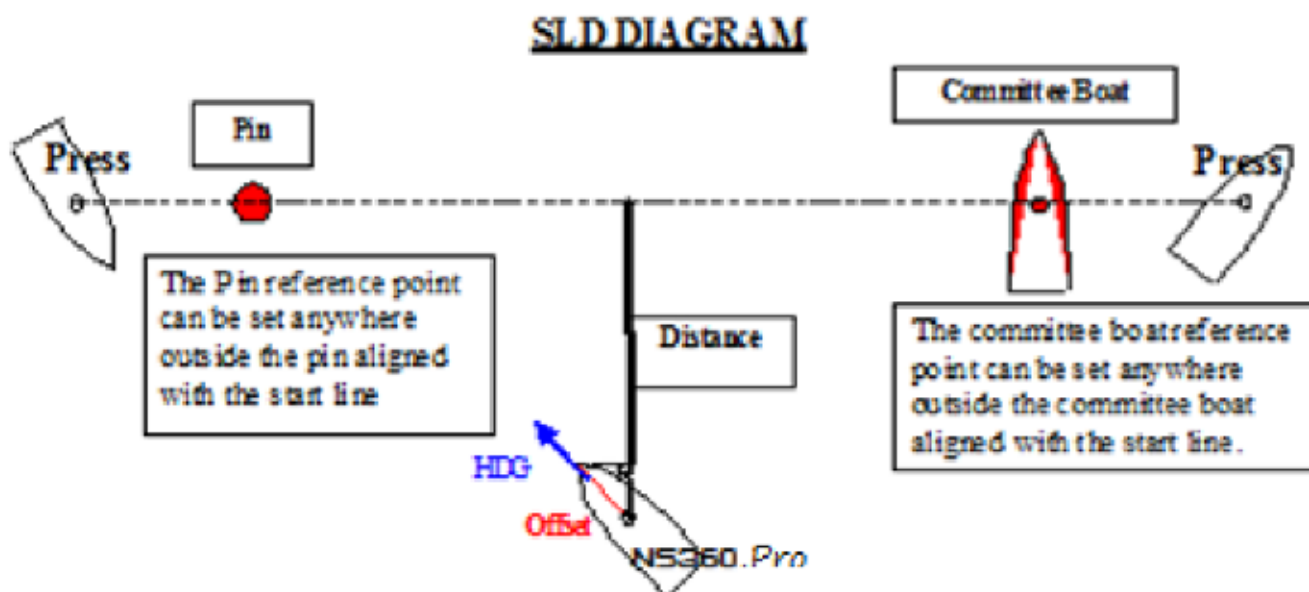 SLD DIAGRAM
Committee Boat
Pin
Press
Press
The Pin reference point
can be set anywhere
outside the pin aligned
with the start line
Distance
The committee boat reference
point can be set anywhere
outside the committee boat
aligned with the start line.
HDG
Offset
NS360.Pro